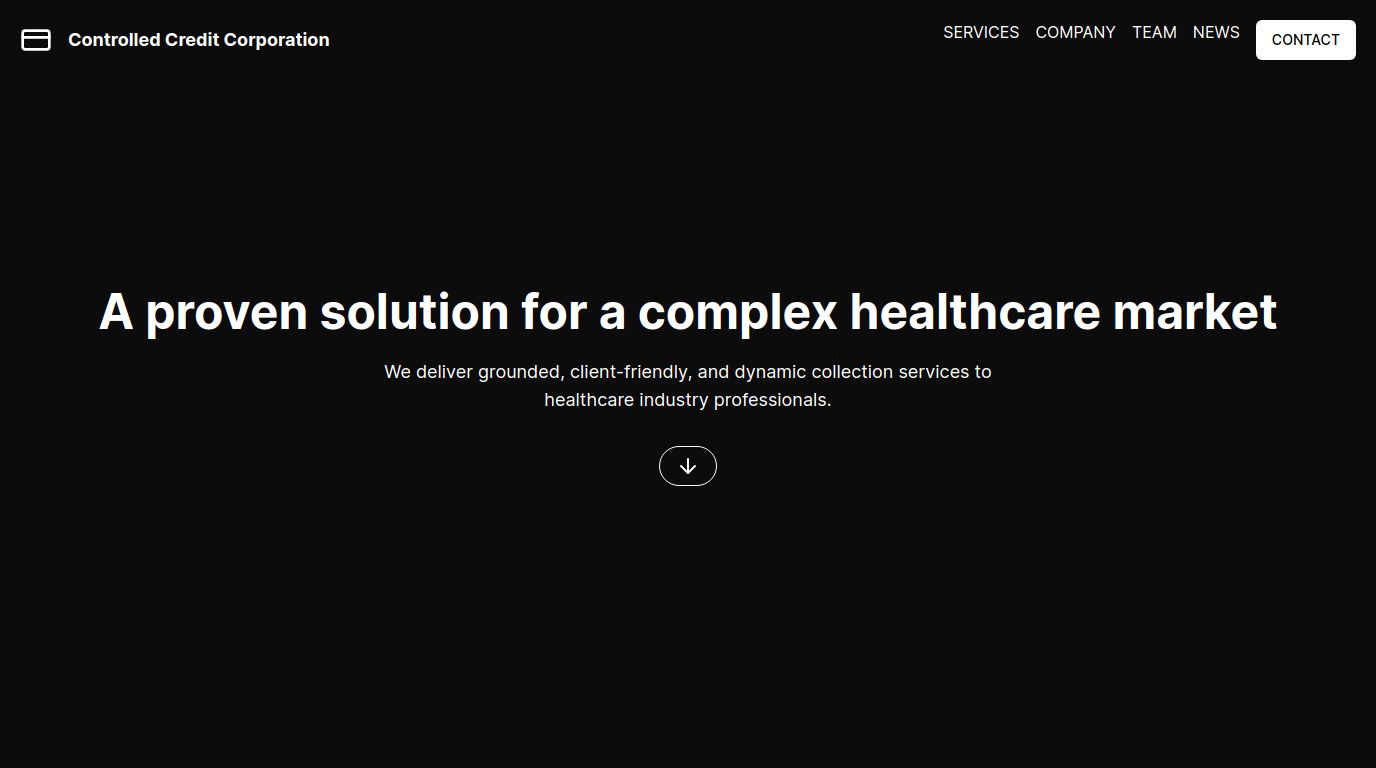 Controlled Credit Corporation
SERVICES COMPANY TEAM NEWS CONTACT
A proven solution for a complex healthcare market
We deliver grounded, client-friendly, and dynamic collection services to
healthcare industry professionals.